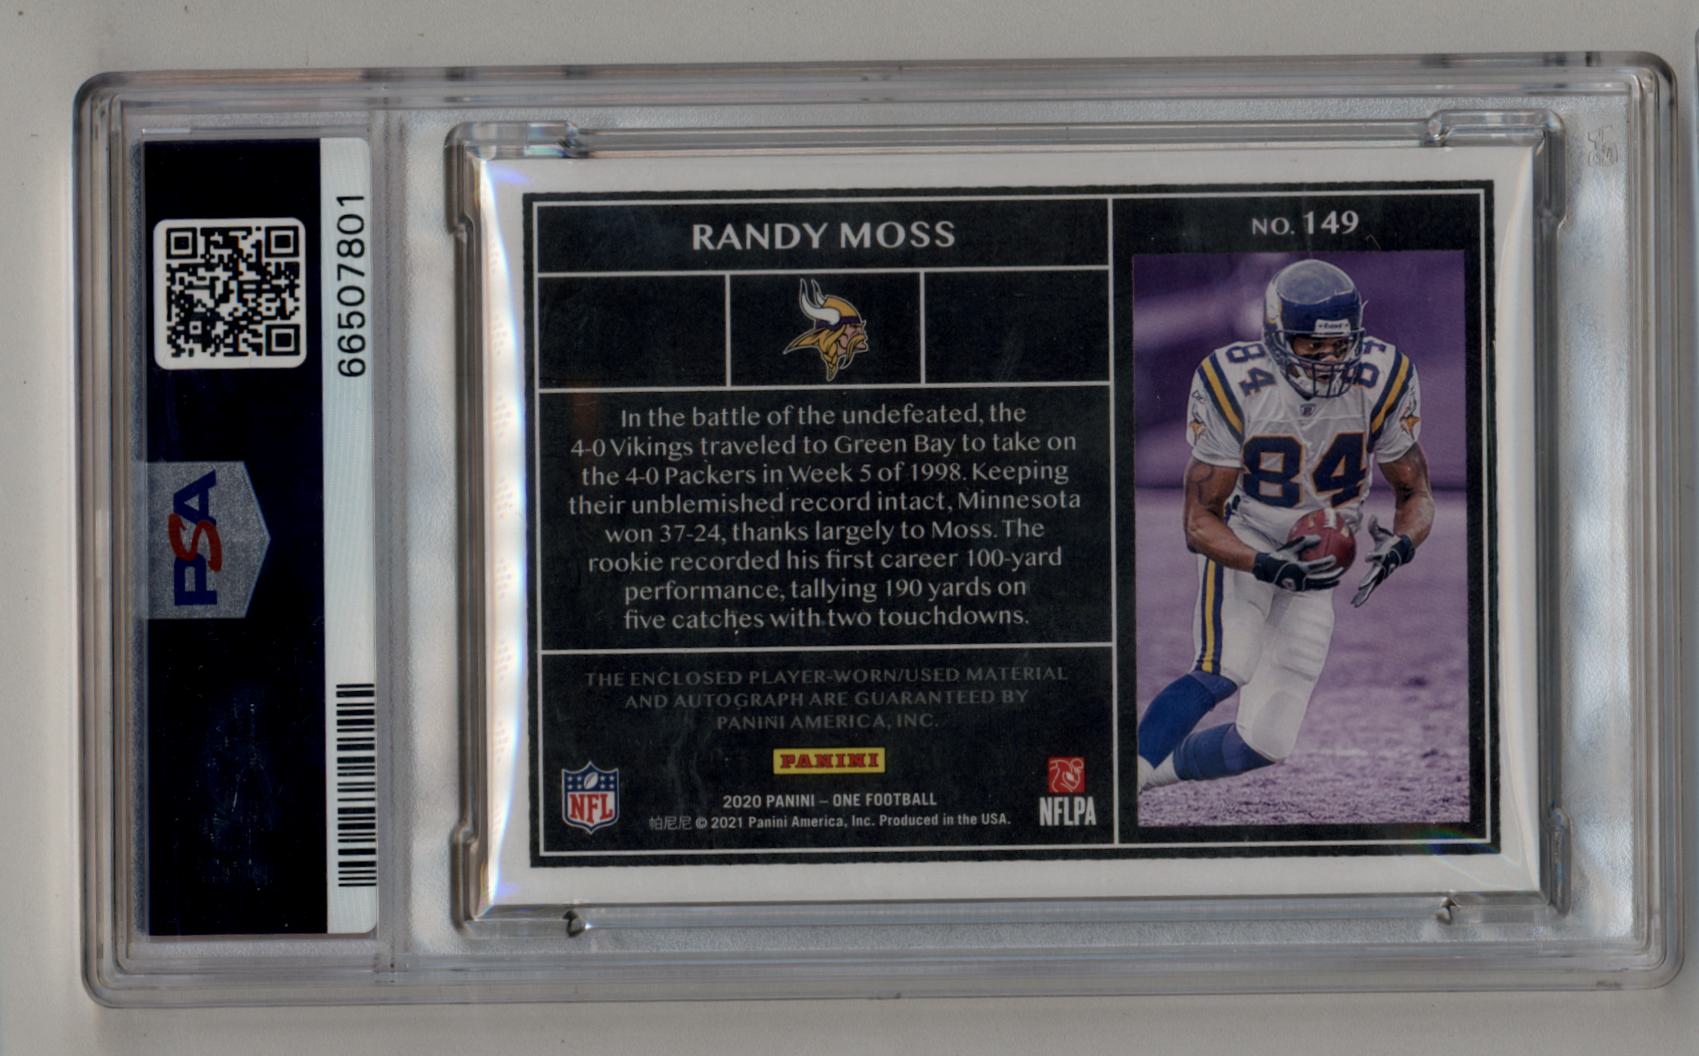 RANDY MOSS
NO. 149
In the battle of the undefeated, the
4-0 Vikings traveled to Green Bay to take on
the 4-0 Packers in Week 5 of 1998. Keeping
their unblemished record intact, Minnesota
won 37-24, thanks largely to Moss. The
rookie recorded his first career 100-yard
performance, tallying 190 yards on
five catches with two touchdowns.
THE ENCLOSED PLAYER-WORN/USED MATERIAL
AND AUTOGRAPH ARE GUARANTEED BY
PANINI AMERICA, INC.
PANINI
NFL
2020 PANINI – ONE FOOTBALL
帕尼尼 © 2021 Panini America, Inc. Produced in the USA.
NFLPA
66507801
PSA
Riddell
84
84
84